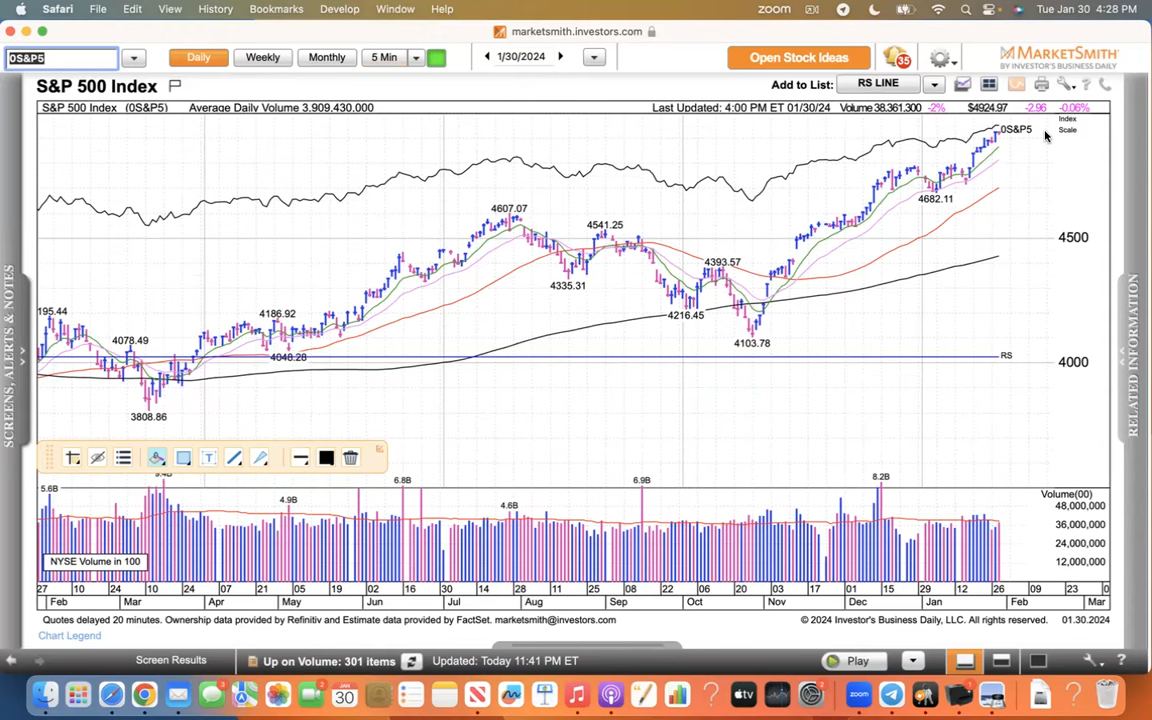 Safari File Edit View History Bookmarks Develop Window Help zoom Tue Jan 30 4:28 PM
marketsmith.investors.com
0S&P5 Daily Weekly Monthly 5 Min 1/30/2024 Open Stock Ideas 35 MARKETSMITH
BY INVESTOR'S BUSINESS DAILY
S&P 500 Index Add to List: RS LINE
S&P 500 Index (0S&P5) Average Daily Volume 3,909,430,000 Last Updated: 4:00 PM ET 01/30/24 Volume 38,361,300 -2% $4924.97 -2.96 -0.06%
Index
Scale
0S&P5
4682.11
4607.07
4541.25
4500
4393.57
4335.31
195.44
4186.92
4216.45
4078.49
4103.78
4048.28
RS
4000
3808.86
SCREENS, ALERTS & NOTES
RELATED INFORMATION
5.6B 9.4B 4.9B 6.8B 4.6B 6.9B 8.2B
Volume(00)
48,000,000
36,000,000
24,000,000
12,000,000
NYSE Volume in 100
27 10 24 10 24 07 21 05 19 02 16 30 14 28 11 25 08 22 06 20 03 17 01 15 29 12 26 09 23 0
Feb Mar Apr May Jun Jul Aug Sep Oct Nov Dec Jan Feb Mar
Quotes delayed 20 minutes. Ownership data provided by Refinitiv and Estimate data provided by FactSet. marketsmith@investors.com © 2024 Investor's Business Daily, LLC. All rights reserved. 01.30.2024
Chart Legend
Screen Results Up on Volume: 301 items Updated: Today 11:41 PM ET Play
JAN
30
tv
zoom